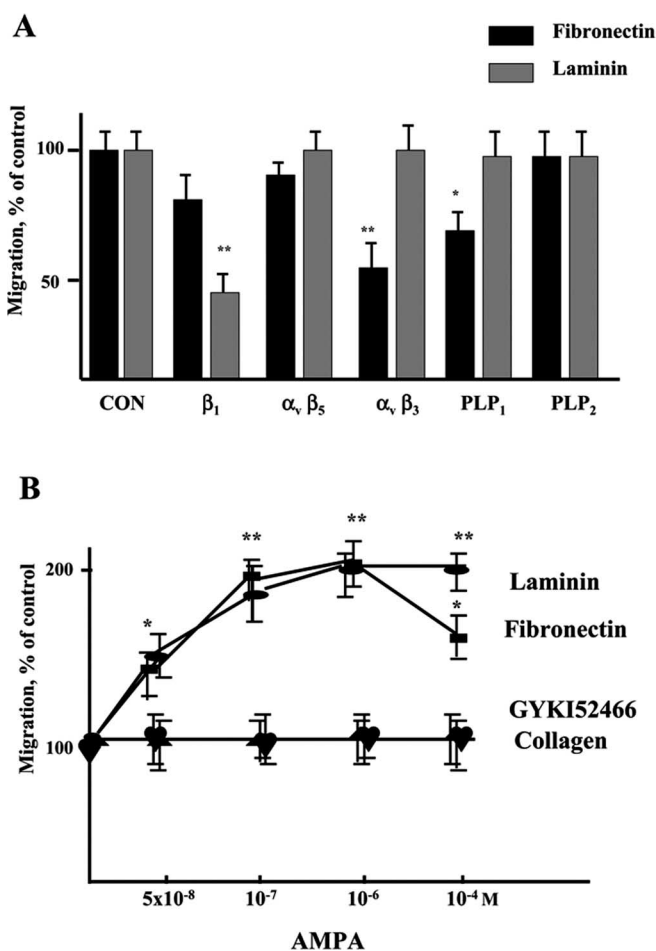 A
Fibronectin
Laminin
Migration, % of control
100
50
**
**
*
CON β₁ αᵥ β₅ αᵥ β₃ PLP₁ PLP₂
B
Migration, % of control
200
100
*
**
**
**
*
Laminin
Fibronectin
GYKI52466
Collagen
5x10⁻⁸ 10⁻⁷ 10⁻⁶ 10⁻⁴ M
AMPA